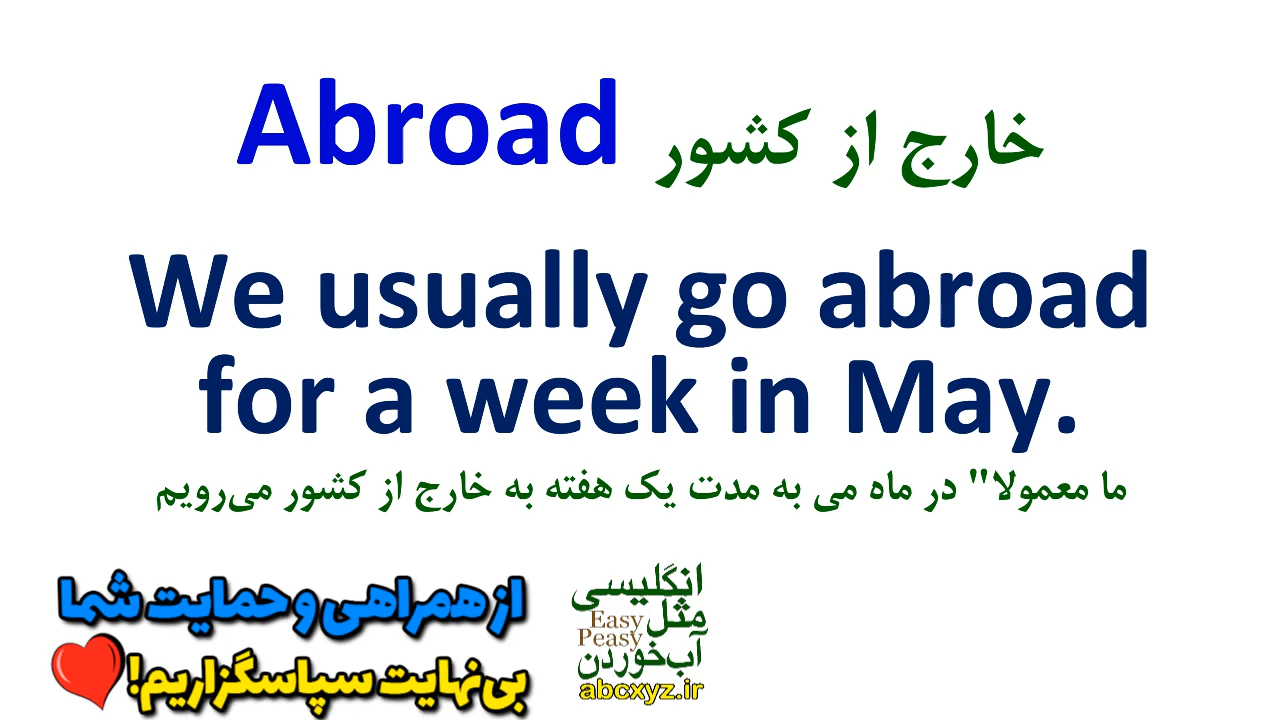 Abroad خارج از کشور
We usually go abroad
for a week in May.
ما معمولا" در ماه می به مدت یک هفته به خارج از کشور می‌رویم
از همراهی و حمایت شما
بی‌نهایت سپاسگزاریم!
انگلیسی
مثل
Easy
Peasy
آب‌خوردن
abcxyz.ir